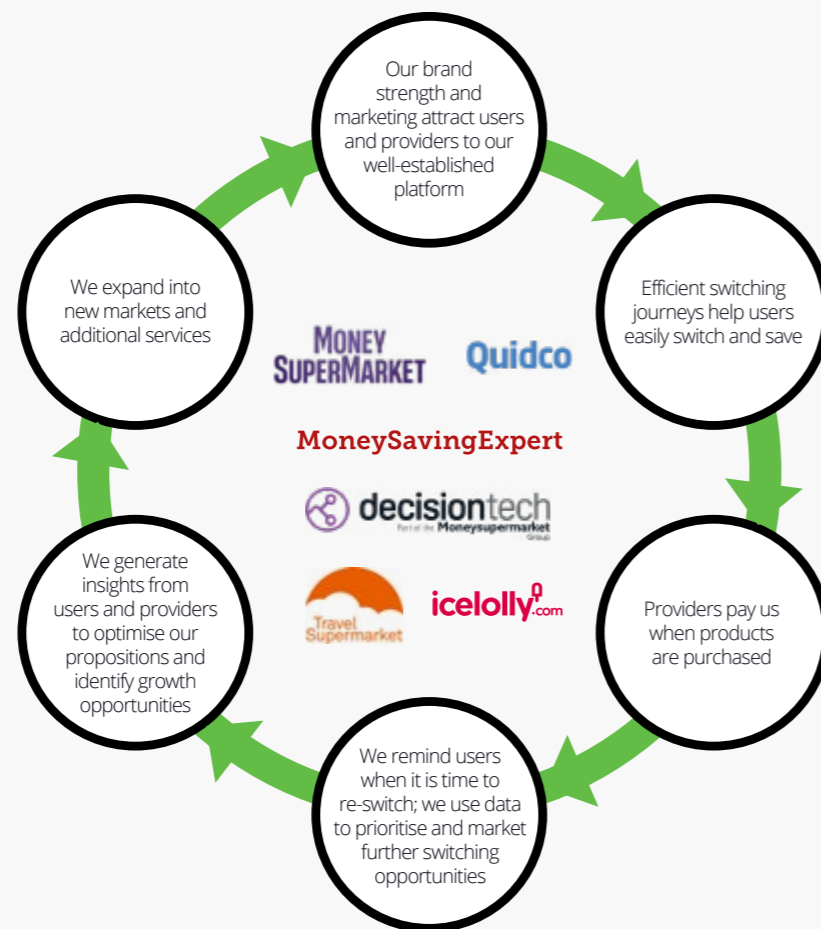 Our brand
strength and
marketing attract users
and providers to our
well-established
platform
Efficient switching
journeys help users
easily switch and save
Providers pay us
when products
are purchased
We remind users
when it is time to
re-switch; we use data
to prioritise and market
further switching
opportunities
We generate
insights from
users and providers
to optimise our
propositions and
identify growth
opportunities
We expand into
new markets and
additional services
MONEY
SUPERMARKET
Quidco
MoneySavingExpert
decisiontech
Part of the Moneysupermarket
Group
Travel
Supermarket
icelolly.com